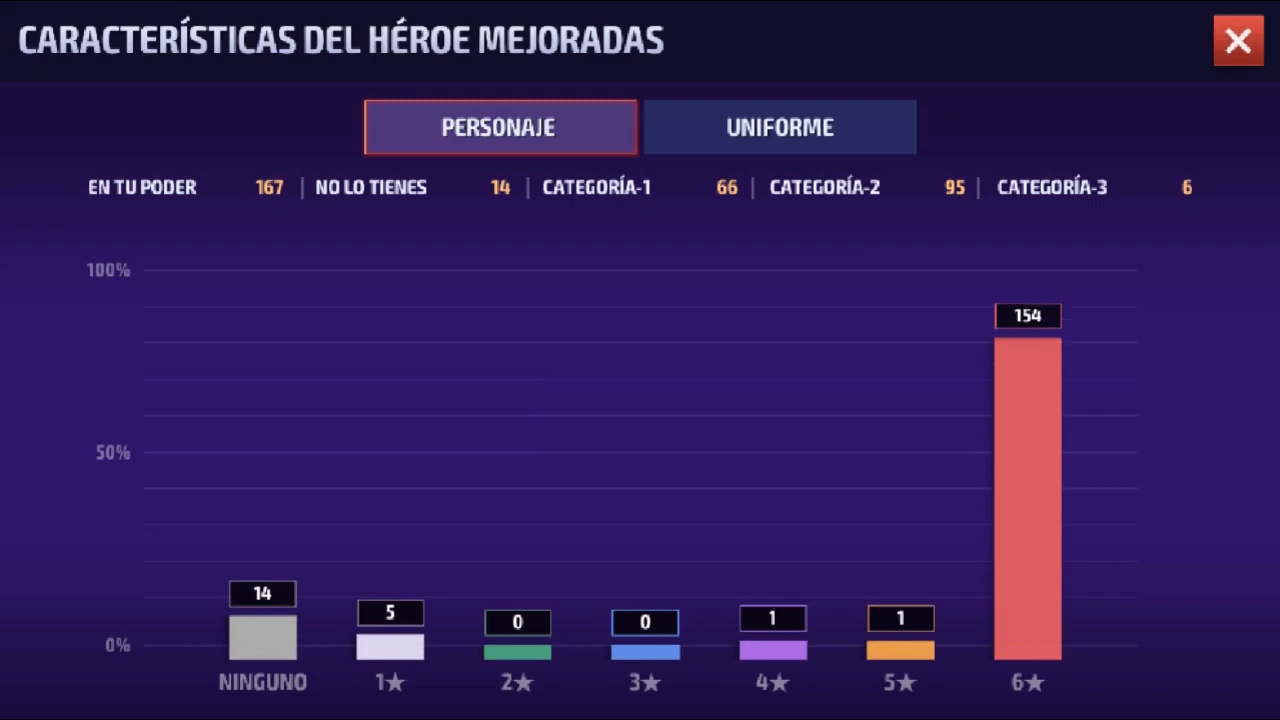 CARACTERÍSTICAS DEL HÉROE MEJORADAS
PERSONAJE UNIFORME
EN TU PODER 167 | NO LO TIENES 14 | CATEGORÍA-1 66 | CATEGORÍA-2 95 | CATEGORÍA-3 6
100%
154
50%
14
5
0
0
1
1
0%
NINGUNO 1★ 2★ 3★ 4★ 5★ 6★